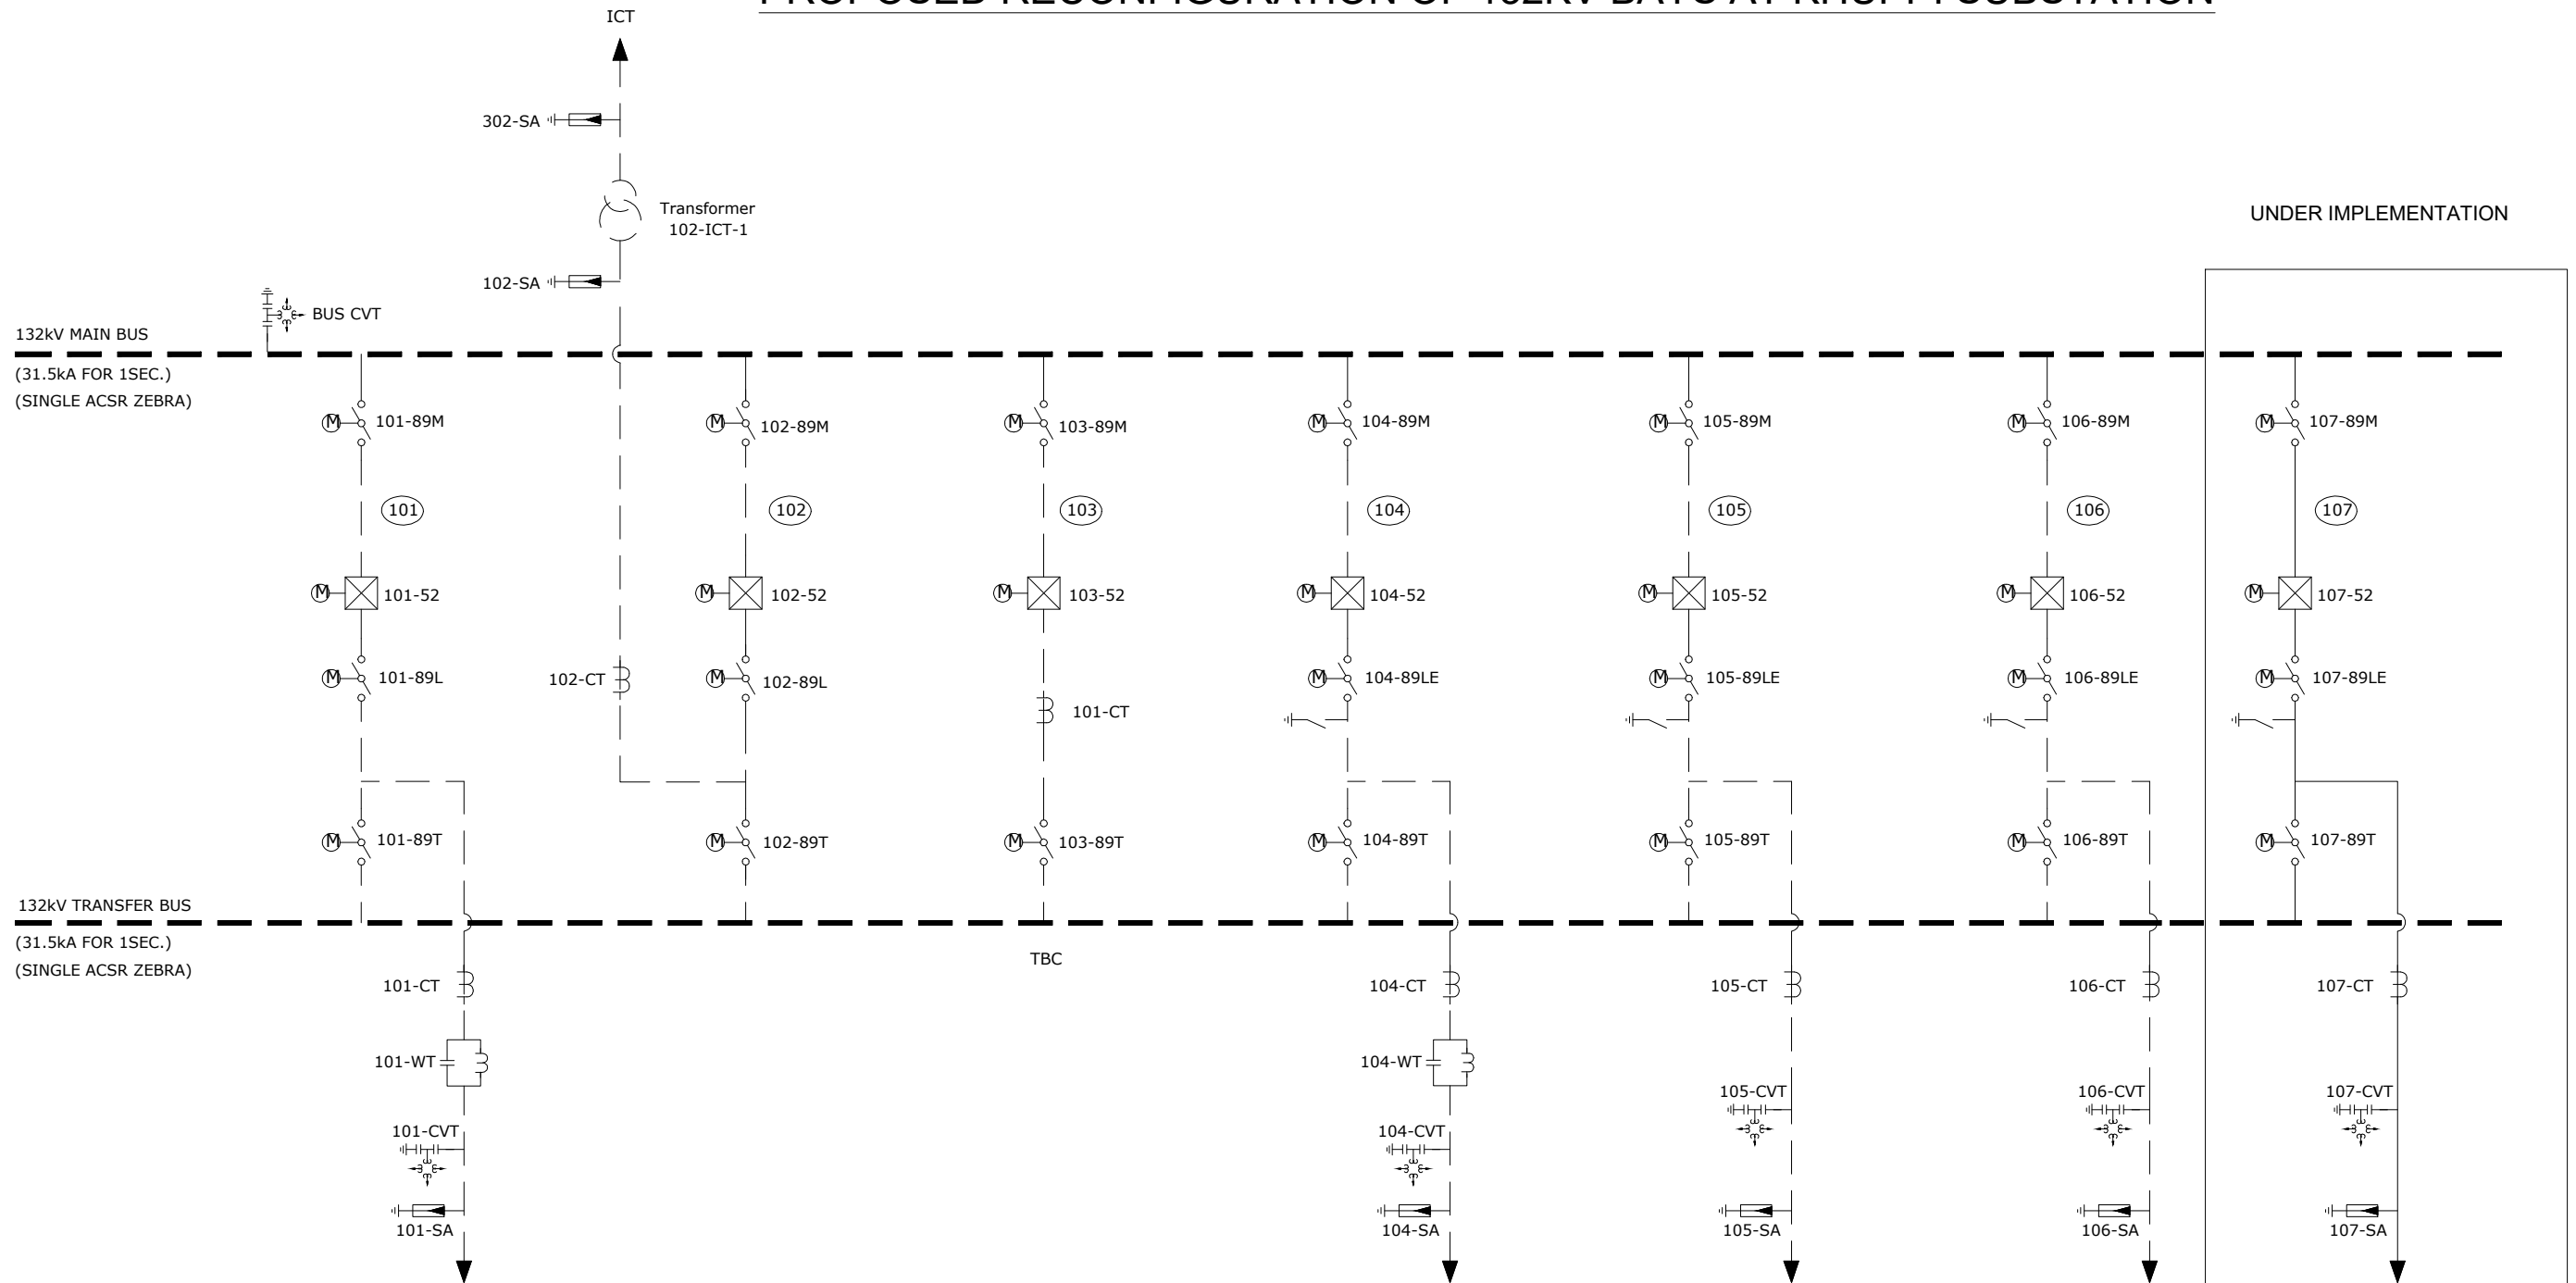 PROPOSED RECONFIGURATION OF 132KV BAYS AT
SUBSTATION
ICT
302-SA
Transformer
102-ICT-1
UNDER IMPLEMENTATION
102-SA
BUS CVT
132kV MAIN BUS
(31.5kA FOR 1SEC.)
(SINGLE ACSR ZEBRA)
M 101-89M
M 102-89M
M 103-89M
M 104-89M
M 105-89M
M 106-89M
M 107-89M
101
102
103
104
105
106
107
M 101-52
M 102-52
M 103-52
M 104-52
M 105-52
M 106-52
M 107-52
M 101-89L
102-CT
M 102-89L
101-CT
M 104-89LE
M 105-89LE
M 106-89LE
M 107-89LE
M 101-89T
M 102-89T
M 103-89T
M 104-89T
M 105-89T
M 106-89T
M 107-89T
132kV TRANSFER BUS
(31.5kA FOR 1SEC.)
(SINGLE ACSR ZEBRA)
TBC
101-CT
104-CT
105-CT
106-CT
107-CT
101-WT
104-WT
105-CVT
106-CVT
107-CVT
101-CVT
104-CVT
101-SA
104-SA
105-SA
106-SA
107-SA